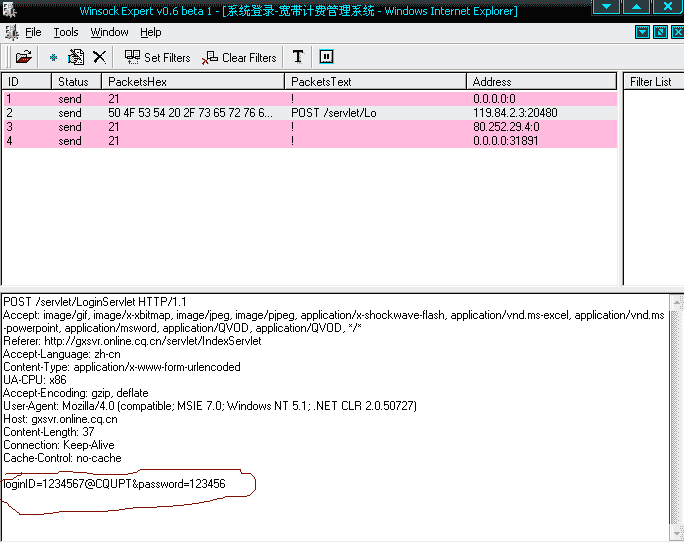 Winsock Expert v0.6 beta 1 - [系统登录-宽带计费管理系统 - Windows Internet Explorer]
File Tools Window Help
Set Filters Clear Filters T
ID Status PacketsHex PacketsText Address Filter List
1 send 21 ! 0.0.0.0:0
2 send 50 4F 53 54 20 2F 73 65 72 76 6... POST /servlet/Lo 119.84.2.3:20480
3 send 21 ! 80.252.29.4:0
4 send 21 ! 0.0.0.0:31891
POST /servlet/LoginServlet HTTP/1.1
Accept: image/gif, image/x-xbitmap, image/jpeg, image/pjpeg, application/x-shockwave-flash, application/vnd.ms-excel, application/vnd.ms
-powerpoint, application/msword, application/QVOD, application/QVOD, */*
Referer: http://gxsvr.online.cq.cn/servlet/IndexServlet
Accept-Language: zh-cn
Content-Type: application/x-www-form-urlencoded
UA-CPU: x86
Accept-Encoding: gzip, deflate
User-Agent: Mozilla/4.0 (compatible; MSIE 7.0; Windows NT 5.1; .NET CLR 2.0.50727)
Host: gxsvr.online.cq.cn
Content-Length: 37
Connection: Keep-Alive
Cache-Control: no-cache
loginID=1234567@CQUPT&password=123456